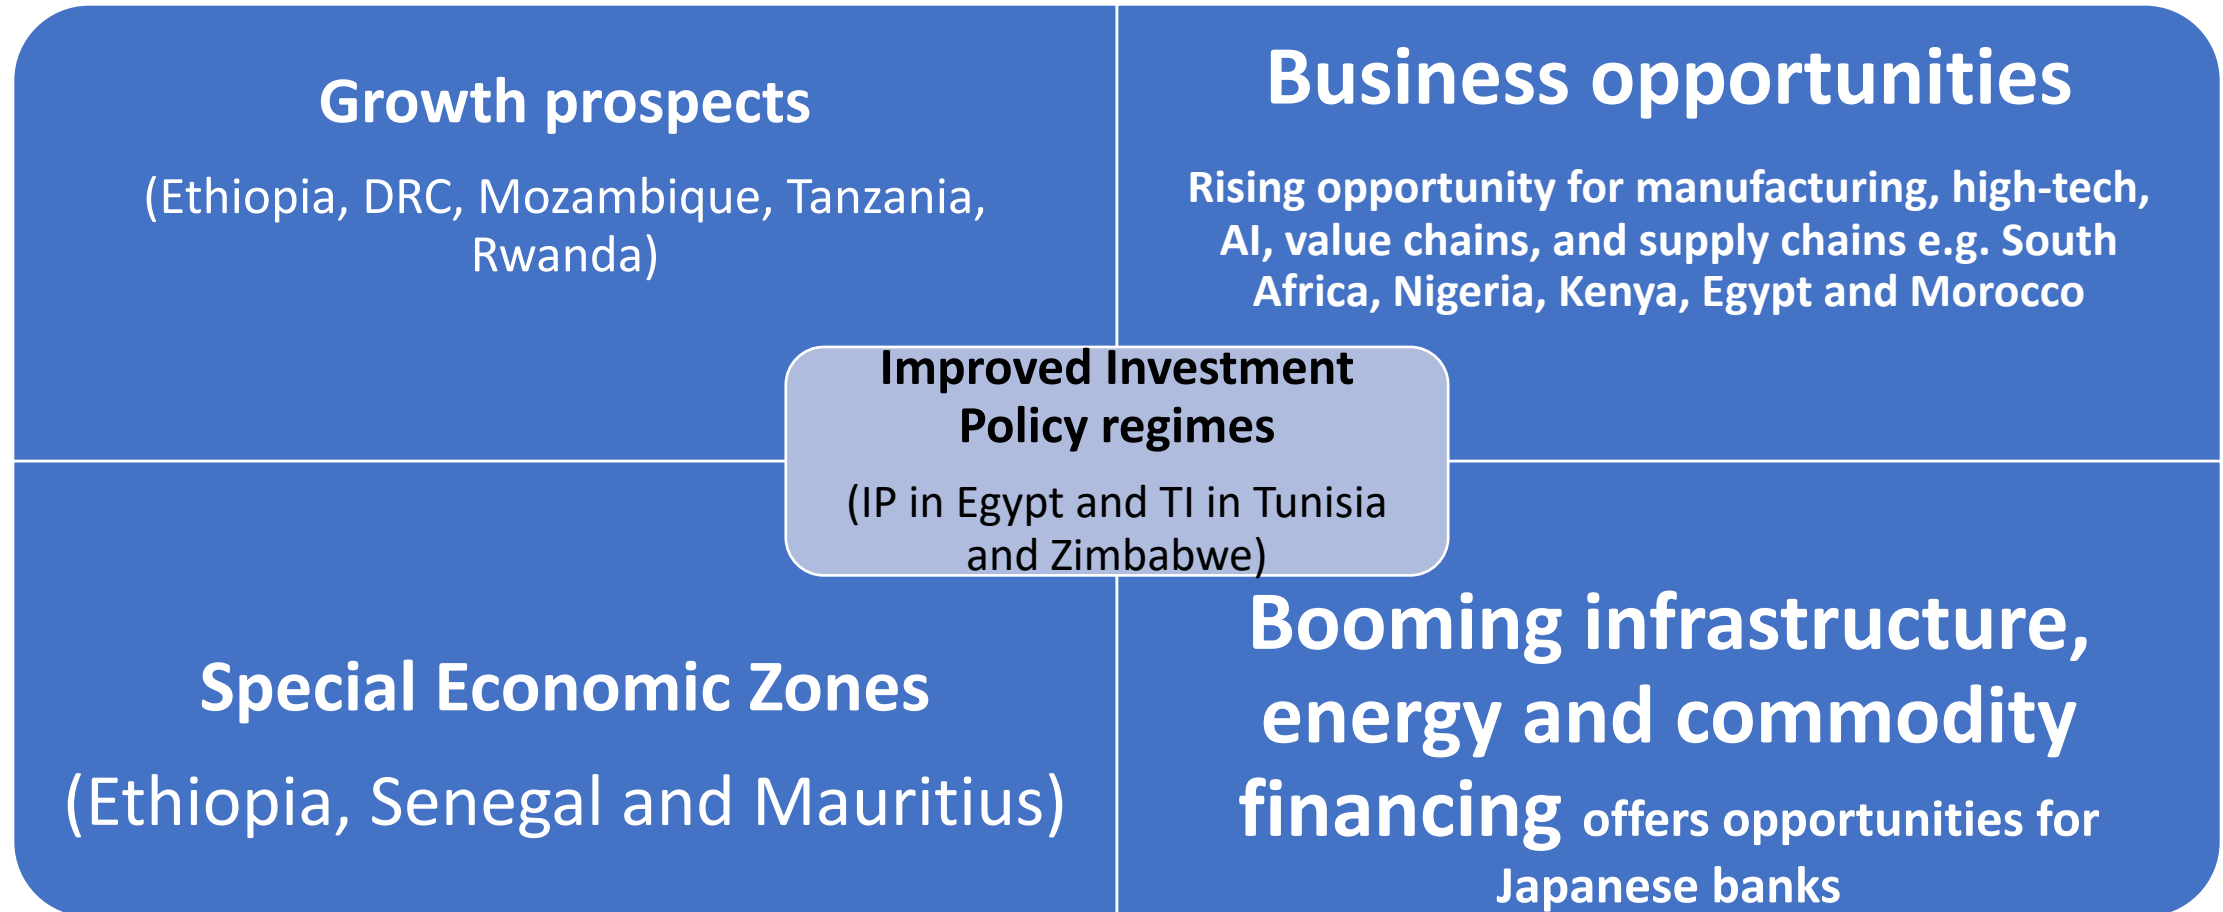 Growth prospects
(Ethiopia, DRC, Mozambique, Tanzania,
Rwanda)
Business opportunities
Rising opportunity for manufacturing, high-tech,
AI, value chains, and supply chains e.g. South
Africa, Nigeria, Kenya, Egypt and Morocco
Improved Investment
Policy regimes
(IP in Egypt and TI in Tunisia
and Zimbabwe)
Special Economic Zones
(Ethiopia, Senegal and Mauritius)
Booming infrastructure,
energy and commodity
financing offers opportunities for
Japanese banks